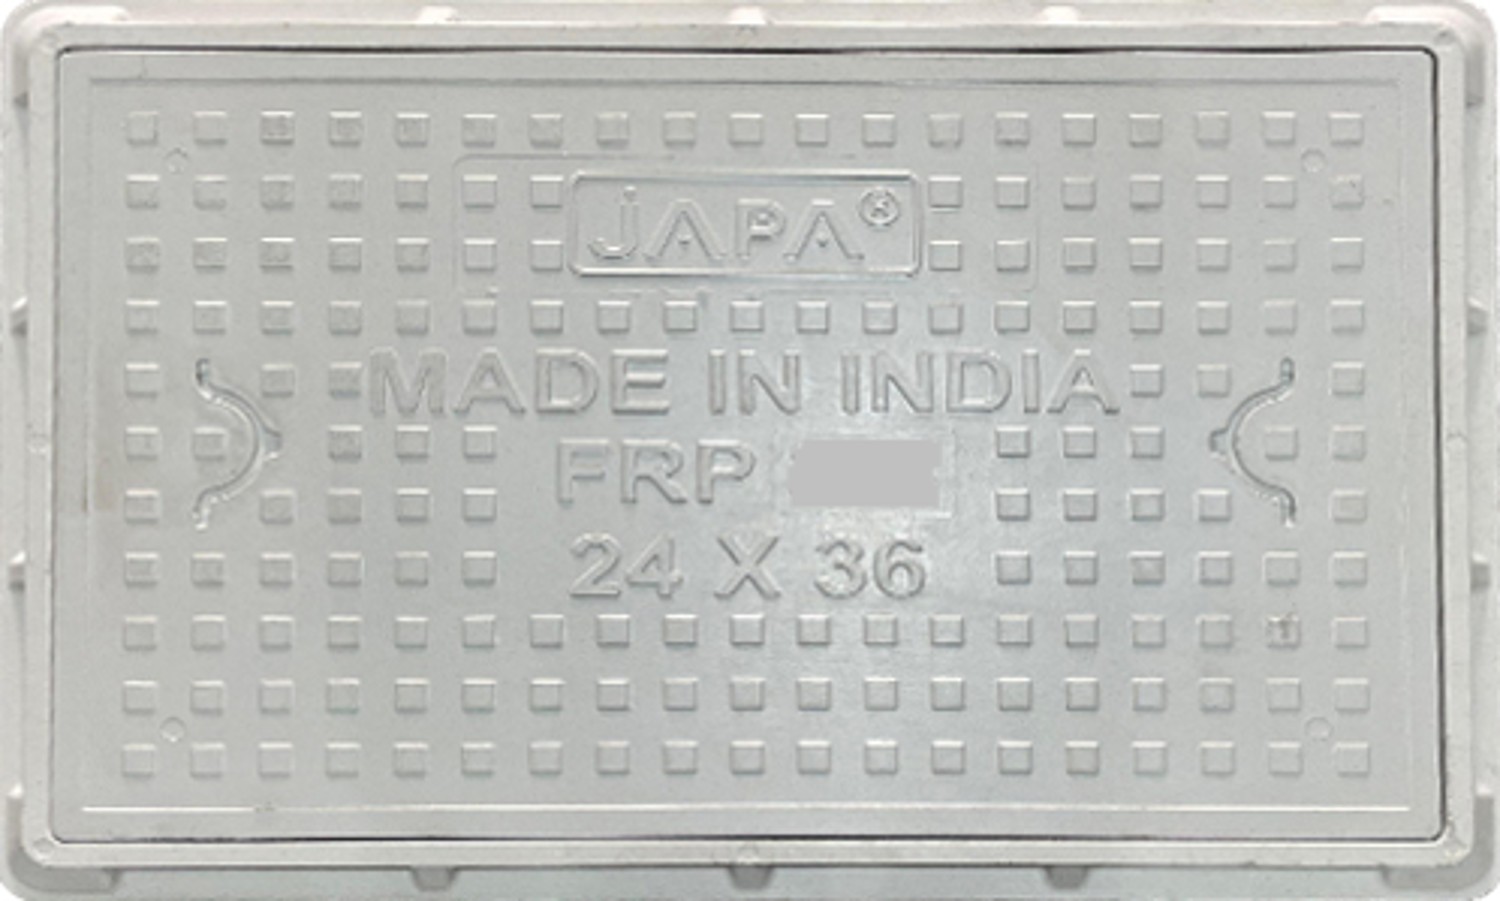 JAPA®
MADE IN INDIA
FRP
24 X 36